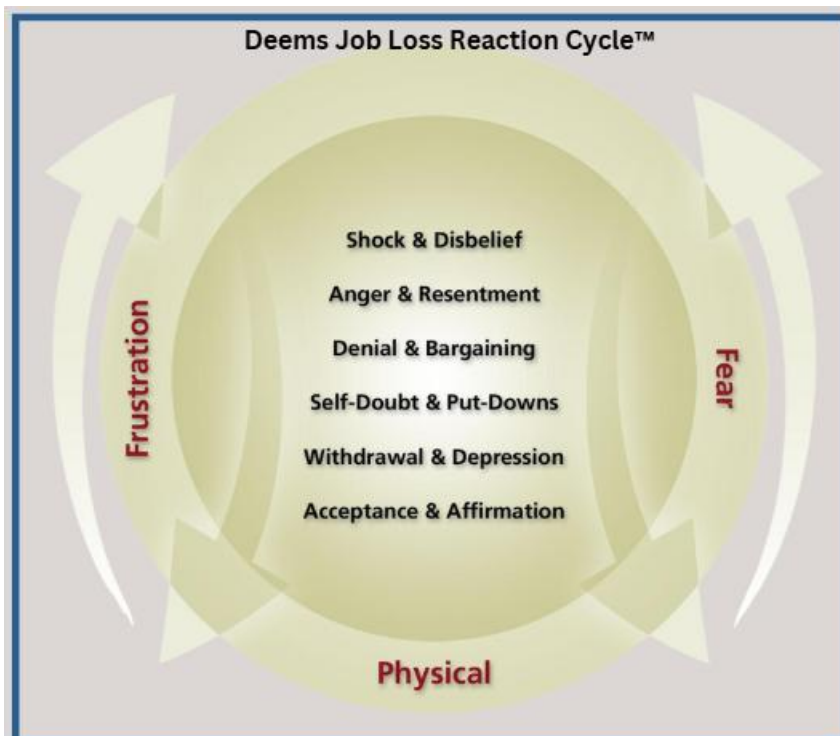 Deems Job Loss Reaction Cycle™
Shock & Disbelief
Anger & Resentment
Denial & Bargaining
Self-Doubt & Put-Downs
Withdrawal & Depression
Acceptance & Affirmation
Frustration
Fear
Physical